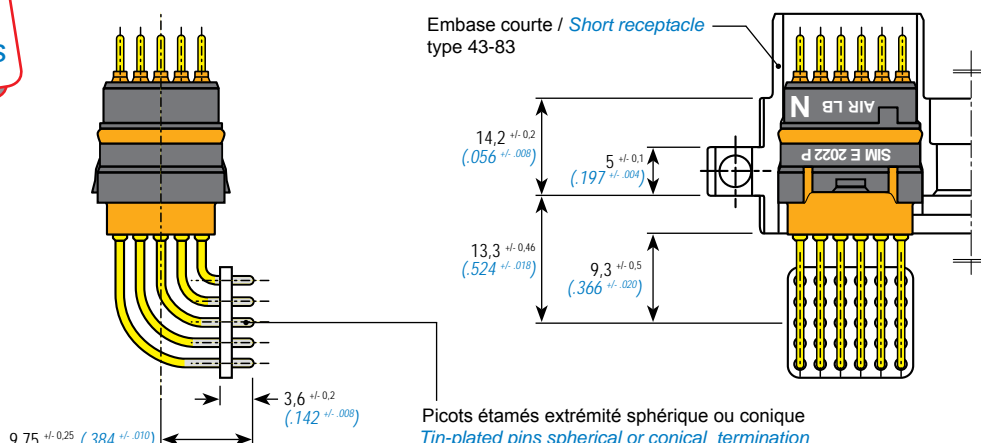 s
Embase courte / Short receptacle
type 43-83
N AIR LB
SIM E 2022 P
14,2 +/- 0,2
(.056 +/- .008)
5 +/- 0,1
(.197 +/- .004)
13,3 +/- 0,46
(.524 +/- .018)
9,3 +/- 0,5
(.366 +/- .020)
3,6 +/- 0,2
(.142 +/- .008)
9,75 +/- 0,25 (.384 +/- .010)
Picots étamés extrémité sphérique ou conique
Tin-plated pins spherical or conical termination